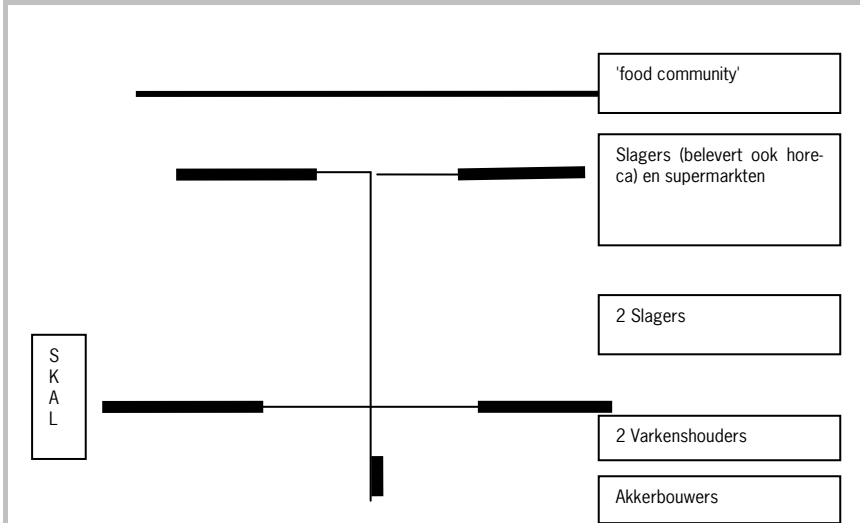 'food community'
Slagers (belevert ook hore-
ca) en supermarkten
2 Slagers
S
K
A
L
2 Varkenshouders
Akkerbouwers